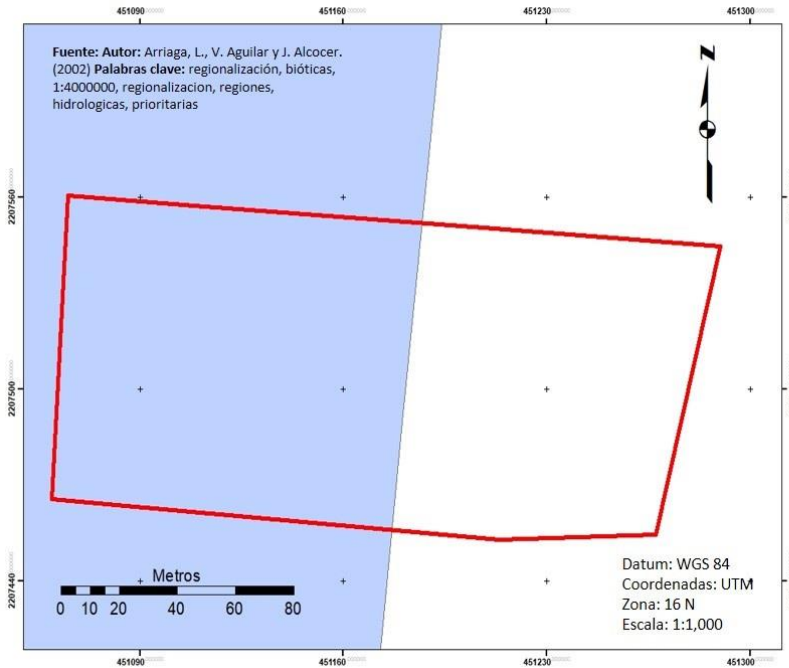 451090 451160 451230 451300
Fuente: Autor: Arriaga, L., V. Aguilar y J. Alcocer.
(2002) Palabras clave: regionalización, bióticas,
1:4000000, regionalizacion, regiones,
hidrologicas, prioritarias
N
2207560
2207500
2207440
Metros
0 10 20 40 60 80
Datum: WGS 84
Coordenadas: UTM
Zona: 16 N
Escala: 1:1,000
451090 451160 451230 451300